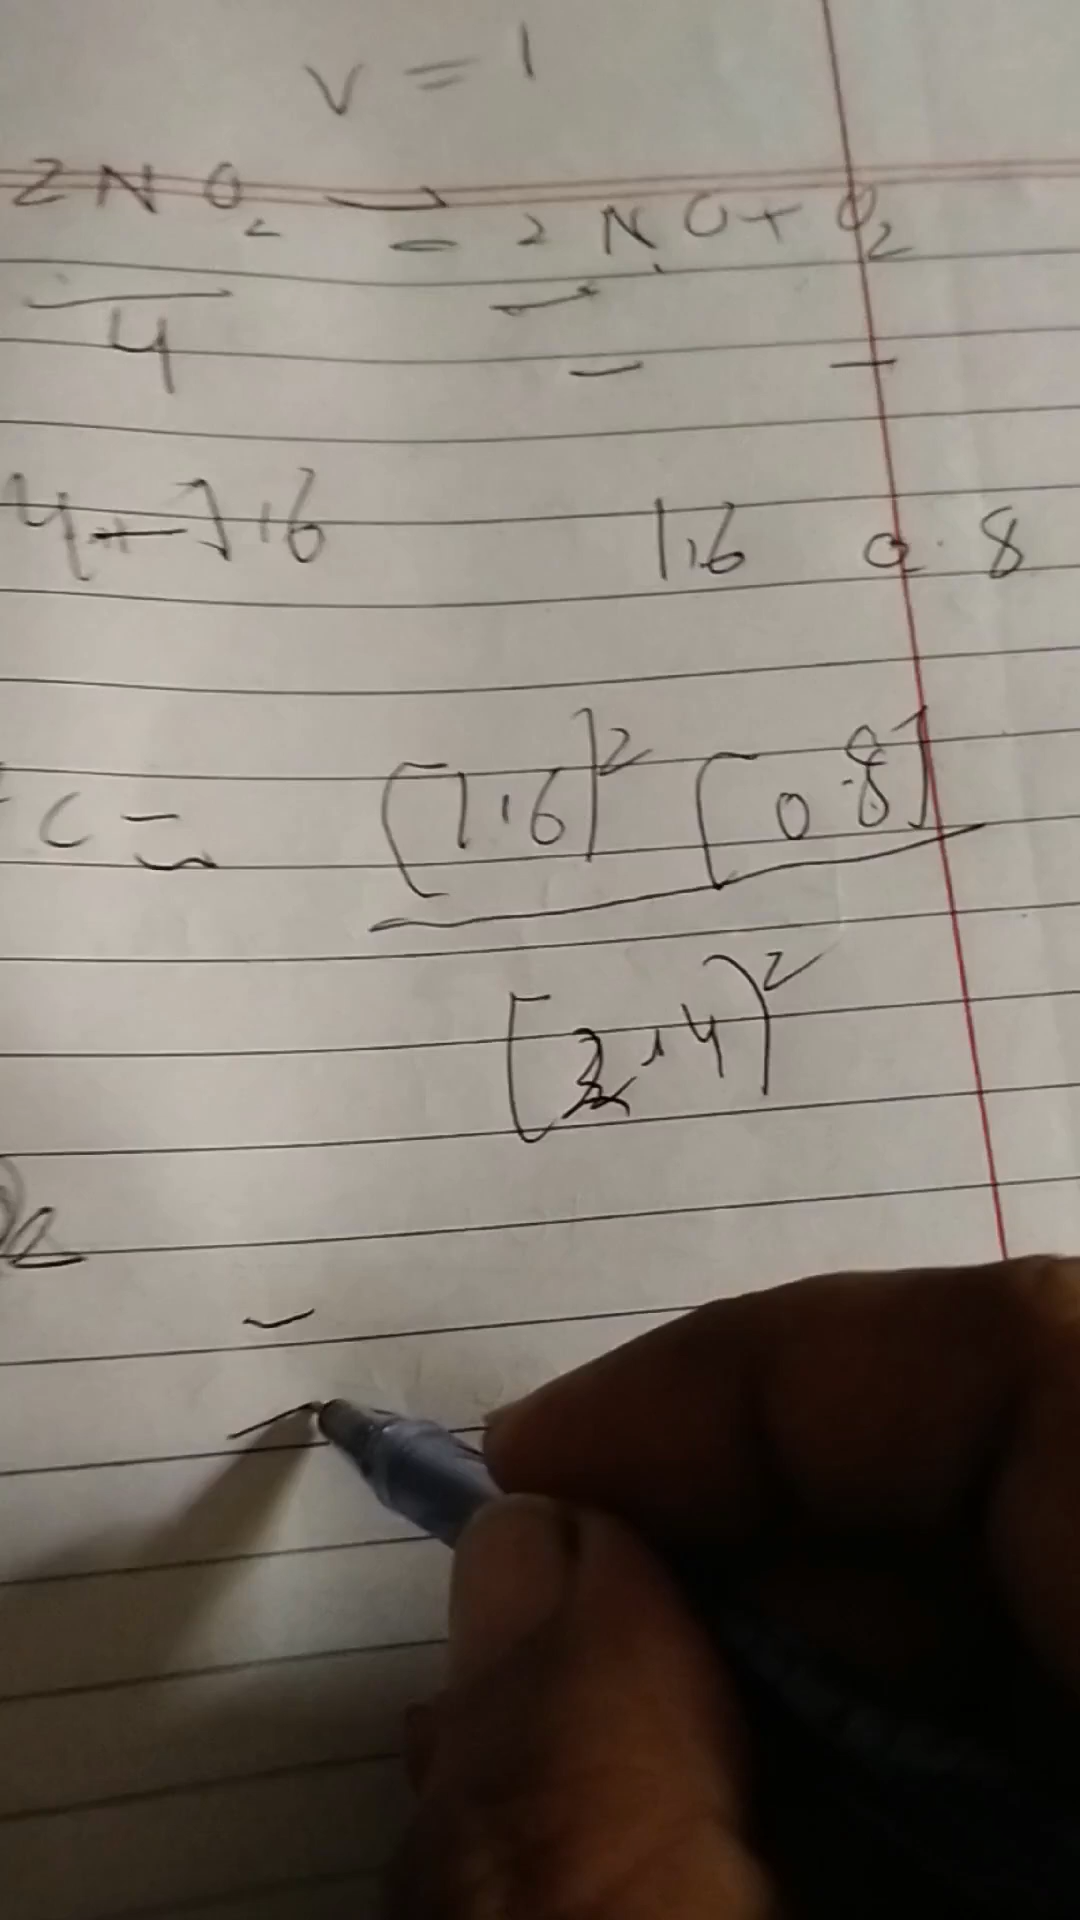 V = 1
2NO2 ⇌ 2NO + O2
4 - -
4-1.6 1.6 0.8
C = [1.6]² [0.8]
[2.4]²
=